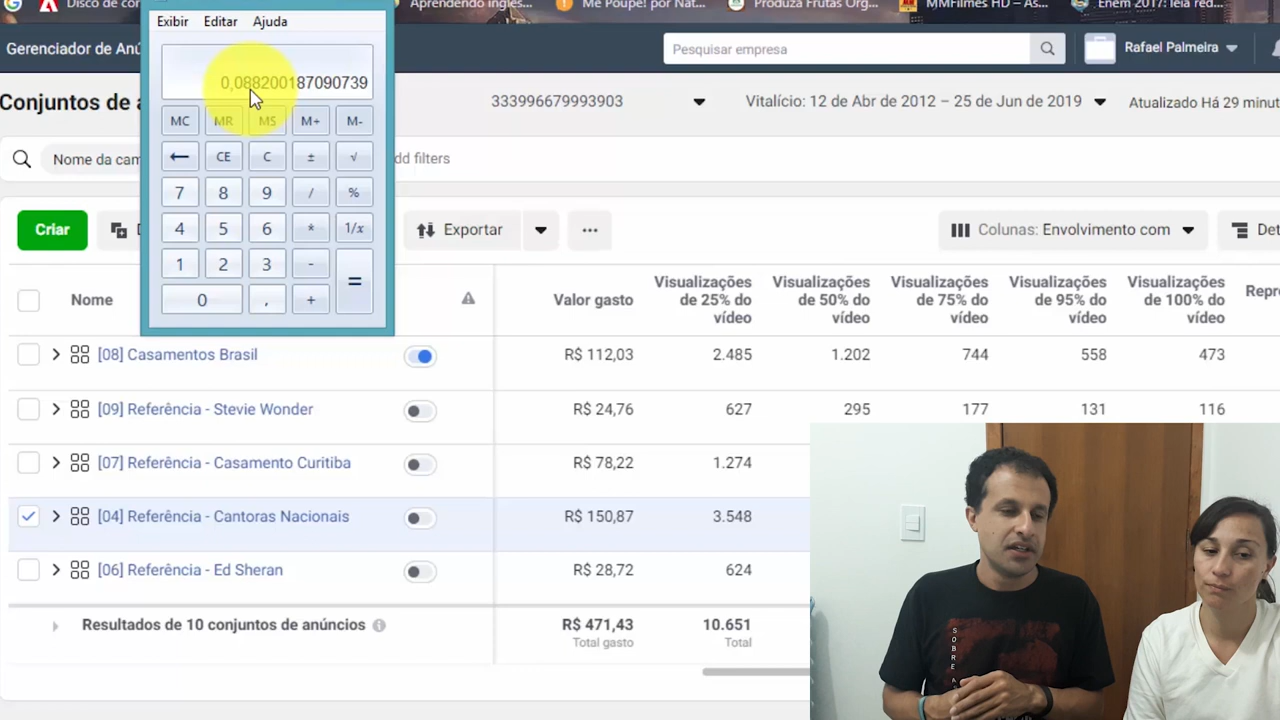 Disco de con
Aprendendo inglês...
Me Poupe! por Nat...
Produza Frutas Org...
MMFilmes HD – As...
Enem 2017: leia red...
Exibir Editar Ajuda
Gerenciador de Anú
Pesquisar empresa
Rafael Palmeira
0,088200187090739
Conjuntos de a
333996679993903
Vitalício: 12 de Abr de 2012 – 25 de Jun de 2019
Atualizado Há 29 minut
MC MR MS M+ M-
Nome da cam
dd filters
← CE C ± √
7 8 9 / %
Criar
4 5 6 * 1/x
Exportar
...
Colunas: Envolvimento com
Det
1 2 3 - =
0 , +
Nome
Valor gasto
Visualizações
de 25% do
vídeo
Visualizações
de 50% do
vídeo
Visualizações
de 75% do
vídeo
Visualizações
de 95% do
vídeo
Visualizações
de 100% do
vídeo
Repr
[08] Casamentos Brasil R$ 112,03 2.485 1.202 744 558 473
[09] Referência - Stevie Wonder R$ 24,76 627 295 177 131 116
[07] Referência - Casamento Curitiba R$ 78,22 1.274
[04] Referência - Cantoras Nacionais R$ 150,87 3.548
[06] Referência - Ed Sheran R$ 28,72 624
Resultados de 10 conjuntos de anúncios R$ 471,43 10.651
Total gasto Total
SOBRE A